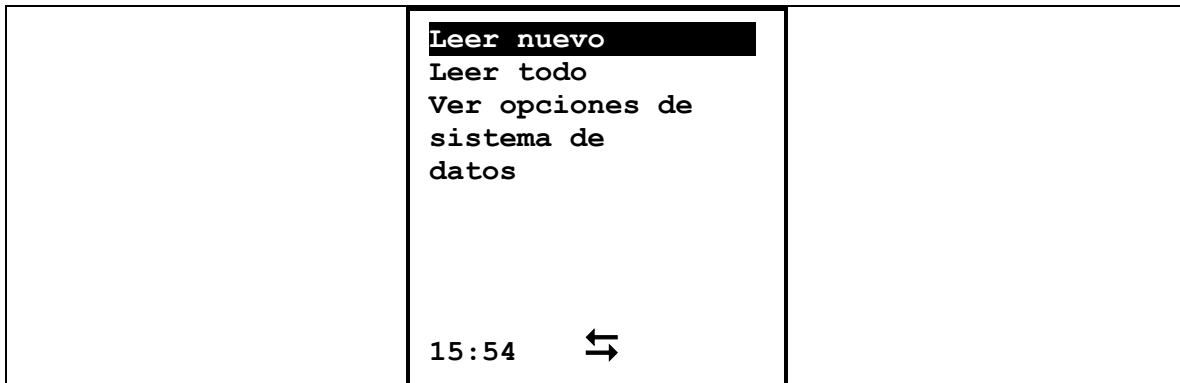 Leer nuevo
Leer todo
Ver opciones de
sistema de
datos
15:54